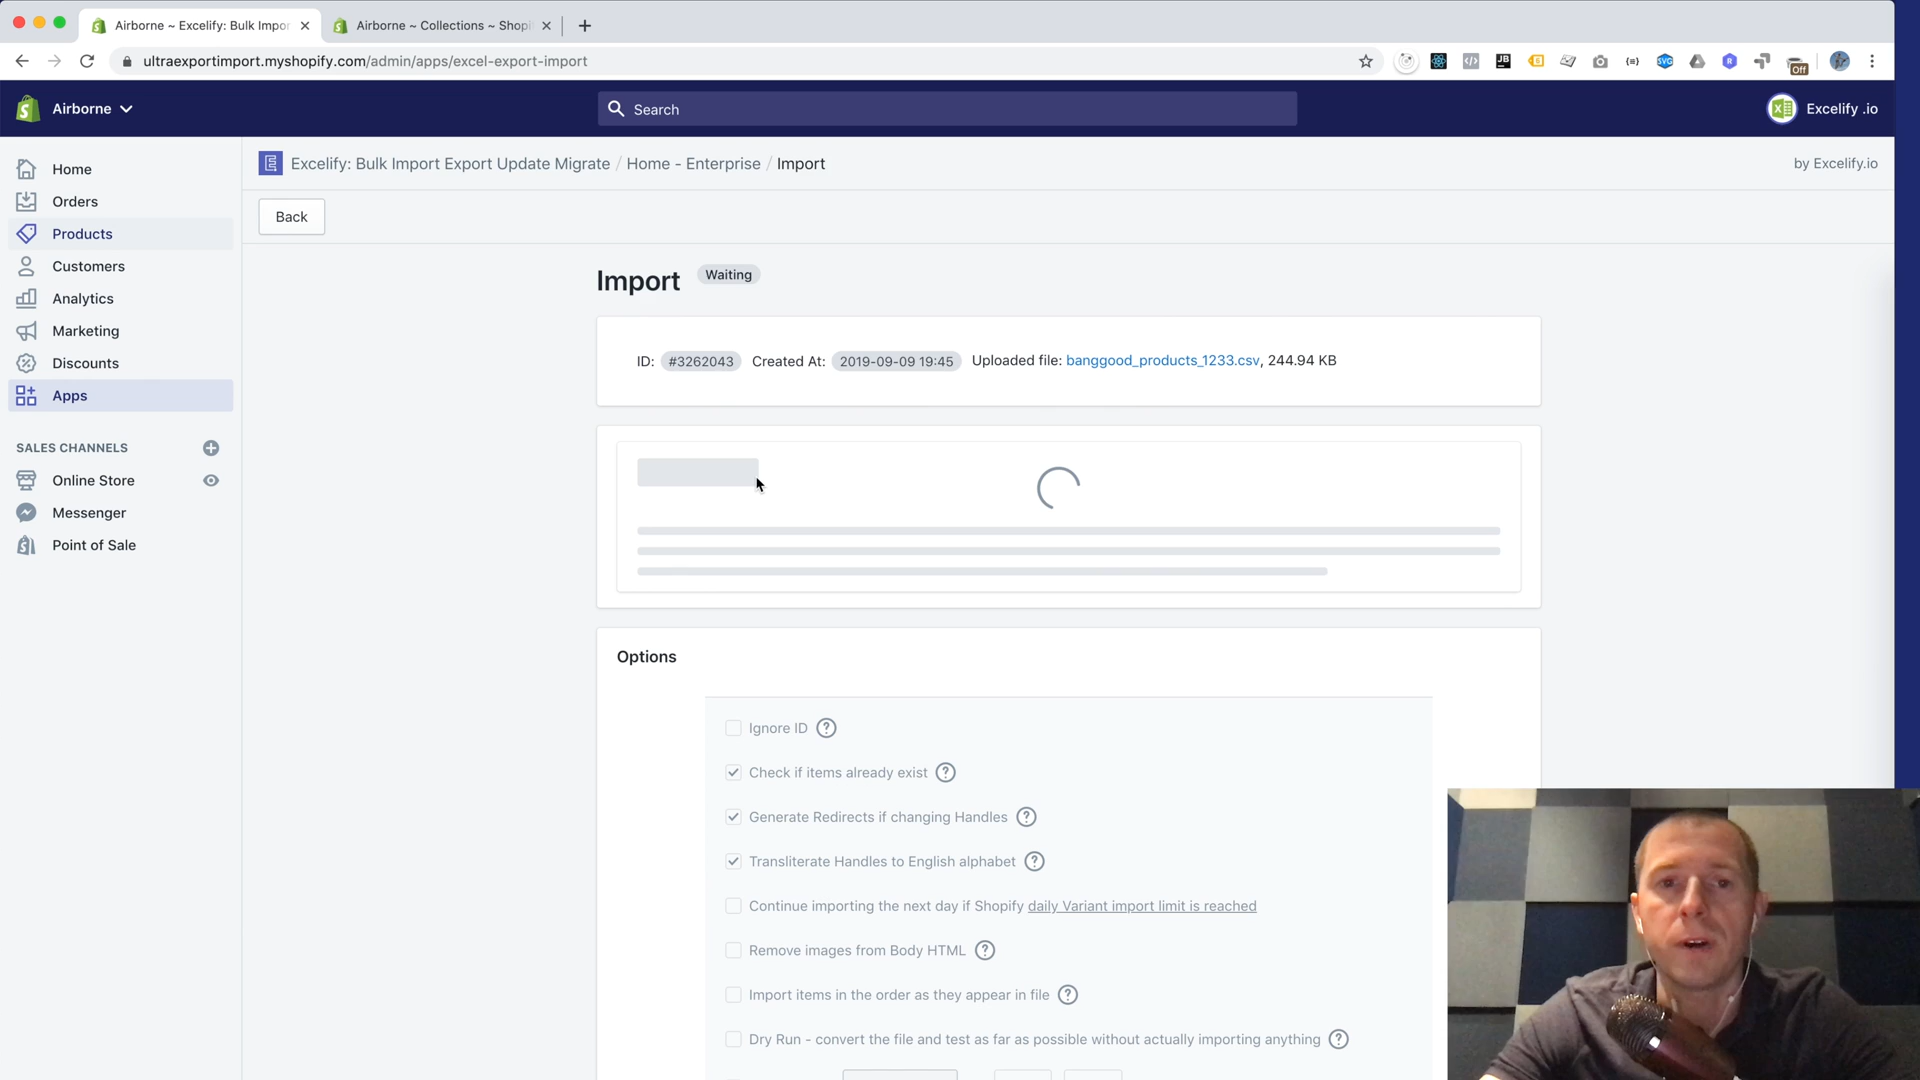 Airborne ~ Excelify: Bulk Impor
Airborne ~ Collections ~ Shopi
ultraexportimport.myshopify.com/admin/apps/excel-export-import
JB
SVG
R
Off
Airborne
Search
Excelify .io
Home
Orders
Products
Customers
Analytics
Marketing
Discounts
Apps
SALES CHANNELS
Online Store
Messenger
Point of Sale
Excelify: Bulk Import Export Update Migrate / Home - Enterprise / Import
by Excelify.io
Back
Import
Waiting
ID: #3262043 Created At: 2019-09-09 19:45 Uploaded file: banggood_products_1233.csv, 244.94 KB
Options
Ignore ID ?
Check if items already exist ?
Generate Redirects if changing Handles ?
Transliterate Handles to English alphabet ?
Continue importing the next day if Shopify daily Variant import limit is reached
Remove images from Body HTML ?
Import items in the order as they appear in file ?
Dry Run - convert the file and test as far as possible without actually importing anything ?